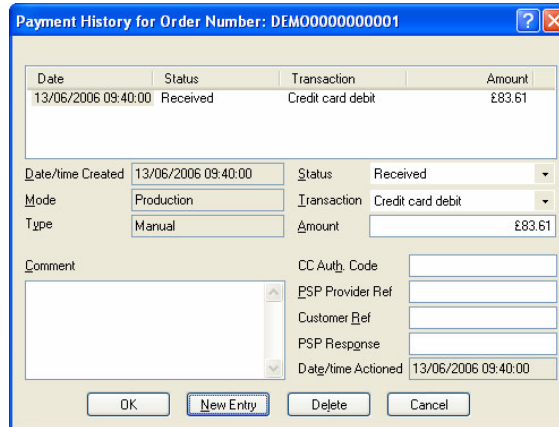 Payment History for Order Number: DEMO0000000001
Date Status Transaction Amount
13/06/2006 09:40:00 Received Credit card debit £83.61
Date/time Created 13/06/2006 09:40:00 Status Received
Mode Production Transaction Credit card debit
Type Manual Amount £83.61
Comment CC Auth. Code
PSP Provider Ref
Customer Ref
PSP Response
Date/time Actioned 13/06/2006 09:40:00
OK New Entry Delete Cancel